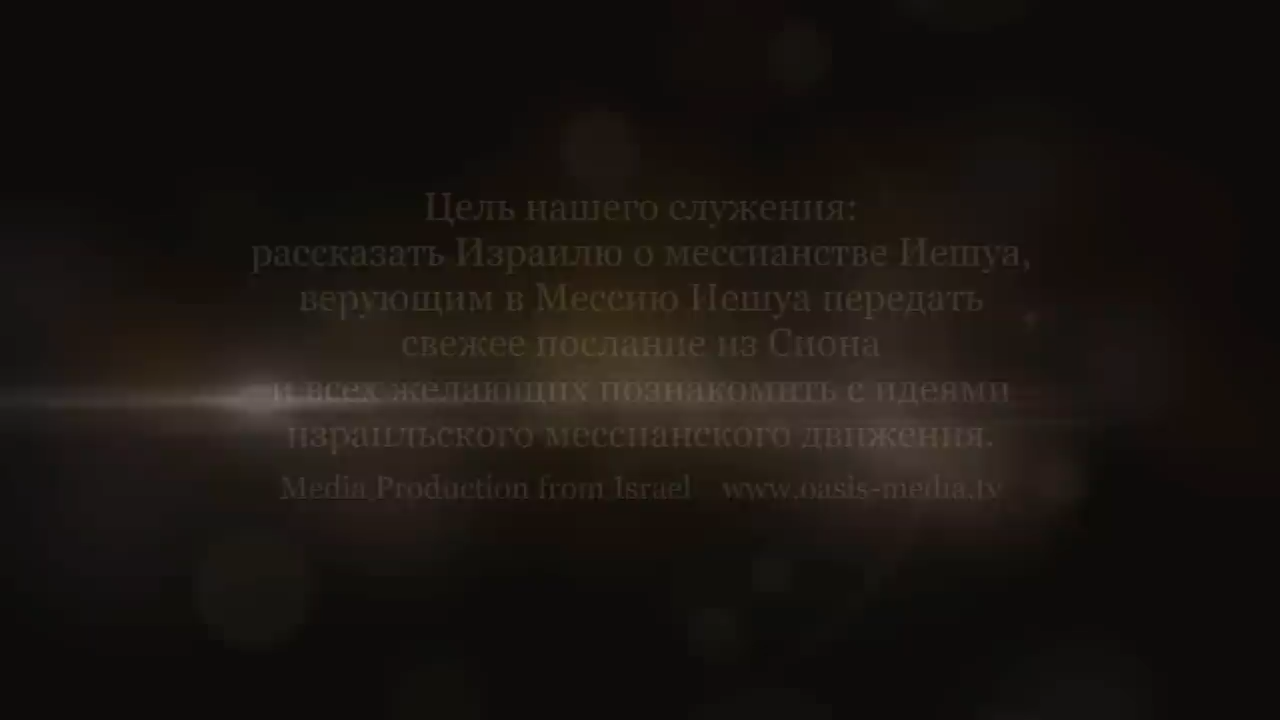 Цель нашего служения:
рассказать Израилю о мессианстве Иешуа,
верующим в Мессию Иешуа передать
свежее послание из Сиона
и всех желающих познакомить с идеями
израильского мессианского движения.
Media Production from Israel www.oasis-media.tv